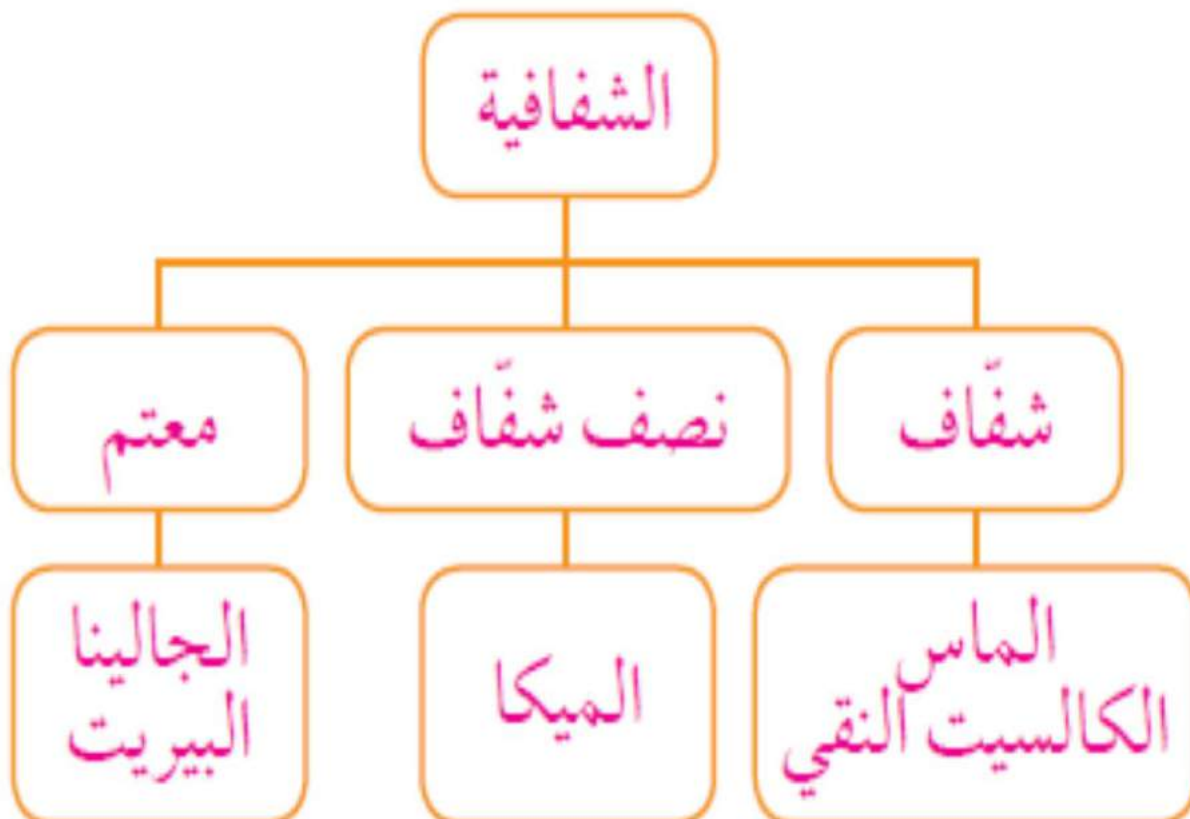 الشفافية
شفّاف
نصف شفّاف
معتم
الماس
الكالسيت النقي
الميكا
الجالينا
البيريت